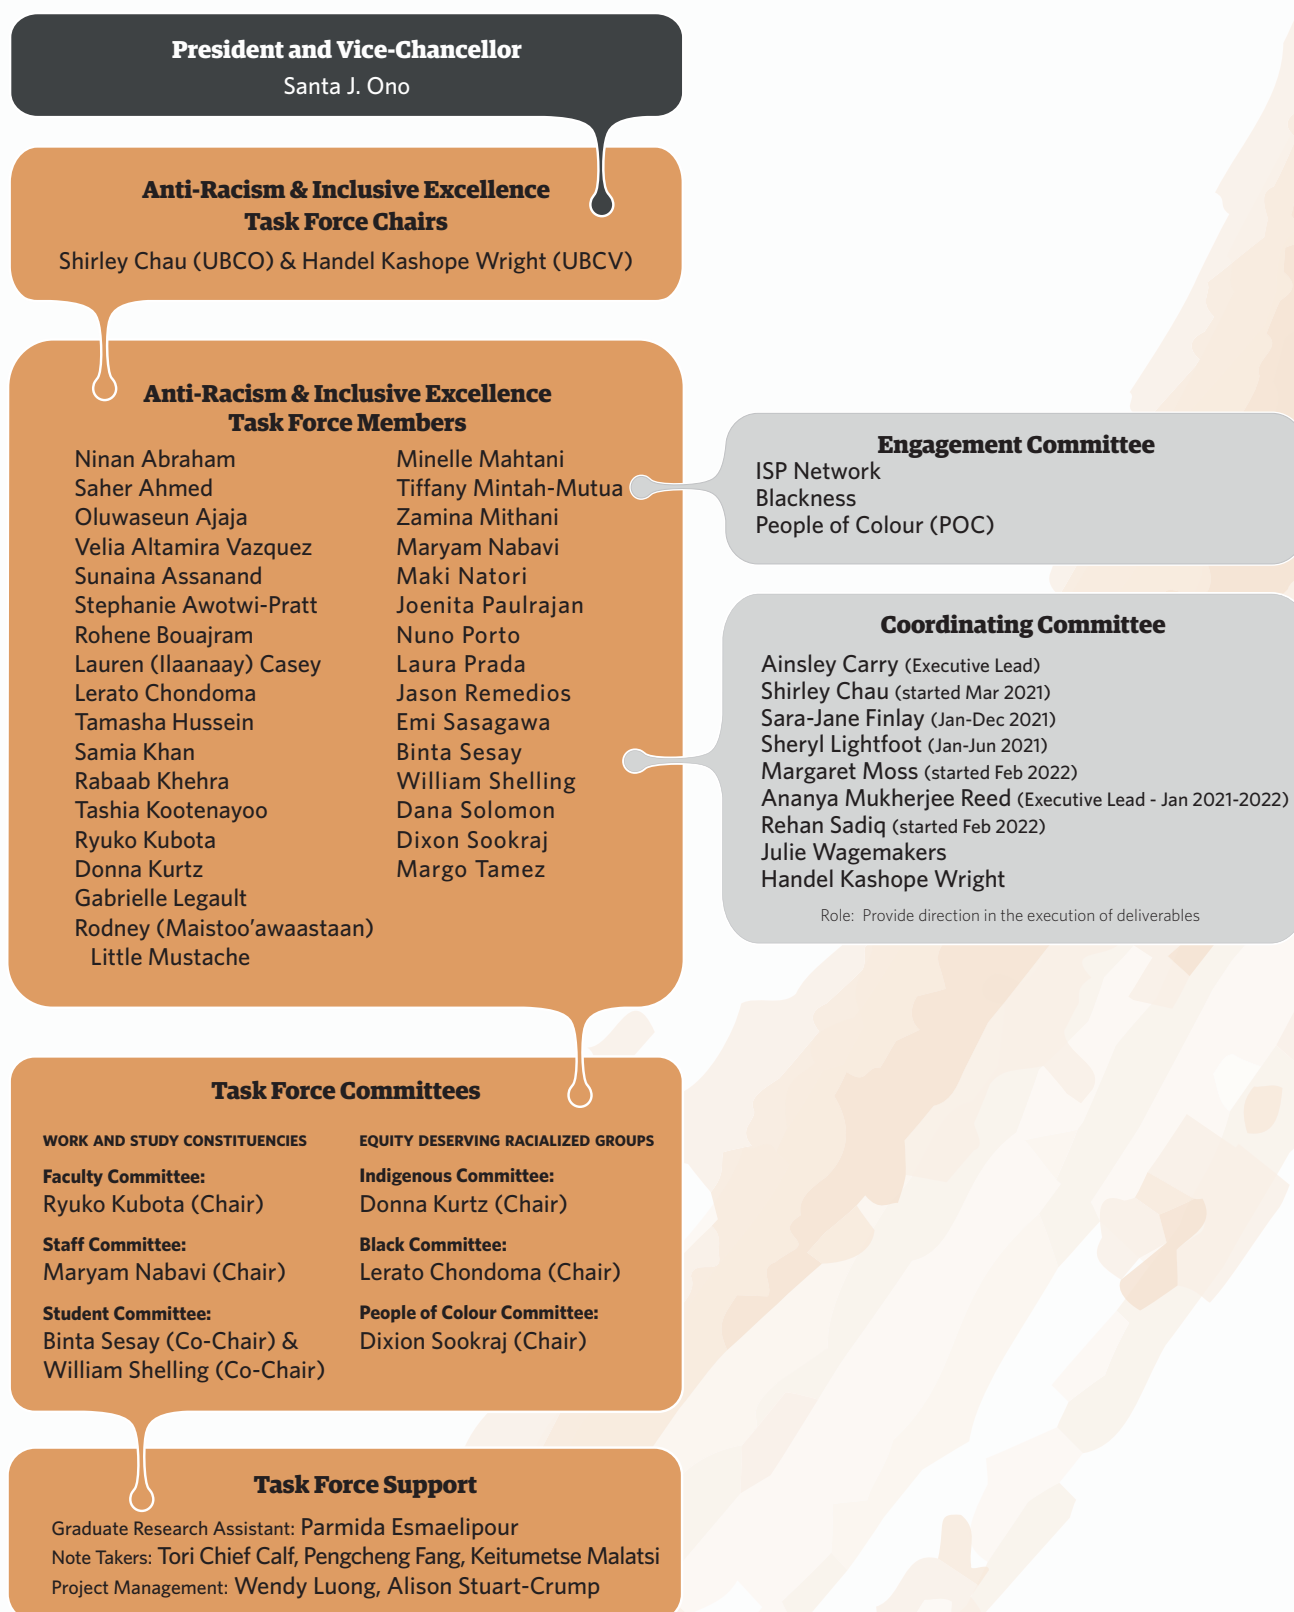 President and Vice-Chancellor
Santa J. Ono
Anti-Racism & Inclusive Excellence
Task Force Chairs
Shirley Chau (UBCO) & Handel Kashope Wright (UBCV)
Anti-Racism & Inclusive Excellence
Task Force Members
Ninan Abraham
Saher Ahmed
Oluwaseun Ajaja
Velia Altamira Vazquez
Sunaina Assanand
Stephanie Awotwi-Pratt
Rohene Bouajram
Lauren (Ilaanaay) Casey
Lerato Chondoma
Tamasha Hussein
Samia Khan
Rabaab Khehra
Tashia Kootenayoo
Ryuko Kubota
Donna Kurtz
Gabrielle Legault
Rodney (Maistoo'awaastaan)
Little Mustache
Minelle Mahtani
Tiffany Mintah-Mutua
Zamina Mithani
Maryam Nabavi
Maki Natori
Joenita Paulrajan
Nuno Porto
Laura Prada
Jason Remedios
Emi Sasagawa
Binta Sesay
William Shelling
Dana Solomon
Dixon Sookraj
Margo Tamez
Engagement Committee
ISP Network
Blackness
People of Colour (POC)
Coordinating Committee
Ainsley Carry (Executive Lead)
Shirley Chau (started Mar 2021)
Sara-Jane Finlay (Jan-Dec 2021)
Sheryl Lightfoot (Jan-Jun 2021)
Margaret Moss (started Feb 2022)
Ananya Mukherjee Reed (Executive Lead - Jan 2021-2022)
Rehan Sadiq (started Feb 2022)
Julie Wagemakers
Handel Kashope Wright
Role: Provide direction in the execution of deliverables
Task Force Committees
WORK AND STUDY CONSTITUENCIES
Faculty Committee:
Ryuko Kubota (Chair)
Staff Committee:
Maryam Nabavi (Chair)
Student Committee:
Binta Sesay (Co-Chair) &
William Shelling (Co-Chair)
EQUITY DESERVING RACIALIZED GROUPS
Indigenous Committee:
Donna Kurtz (Chair)
Black Committee:
Lerato Chondoma (Chair)
People of Colour Committee:
Dixion Sookraj (Chair)
Task Force Support
Graduate Research Assistant: Parmida Esmaelipour
Note Takers: Tori Chief Calf, Pengcheng Fang, Keitumetse Malatsi
Project Management: Wendy Luong, Alison Stuart-Crump